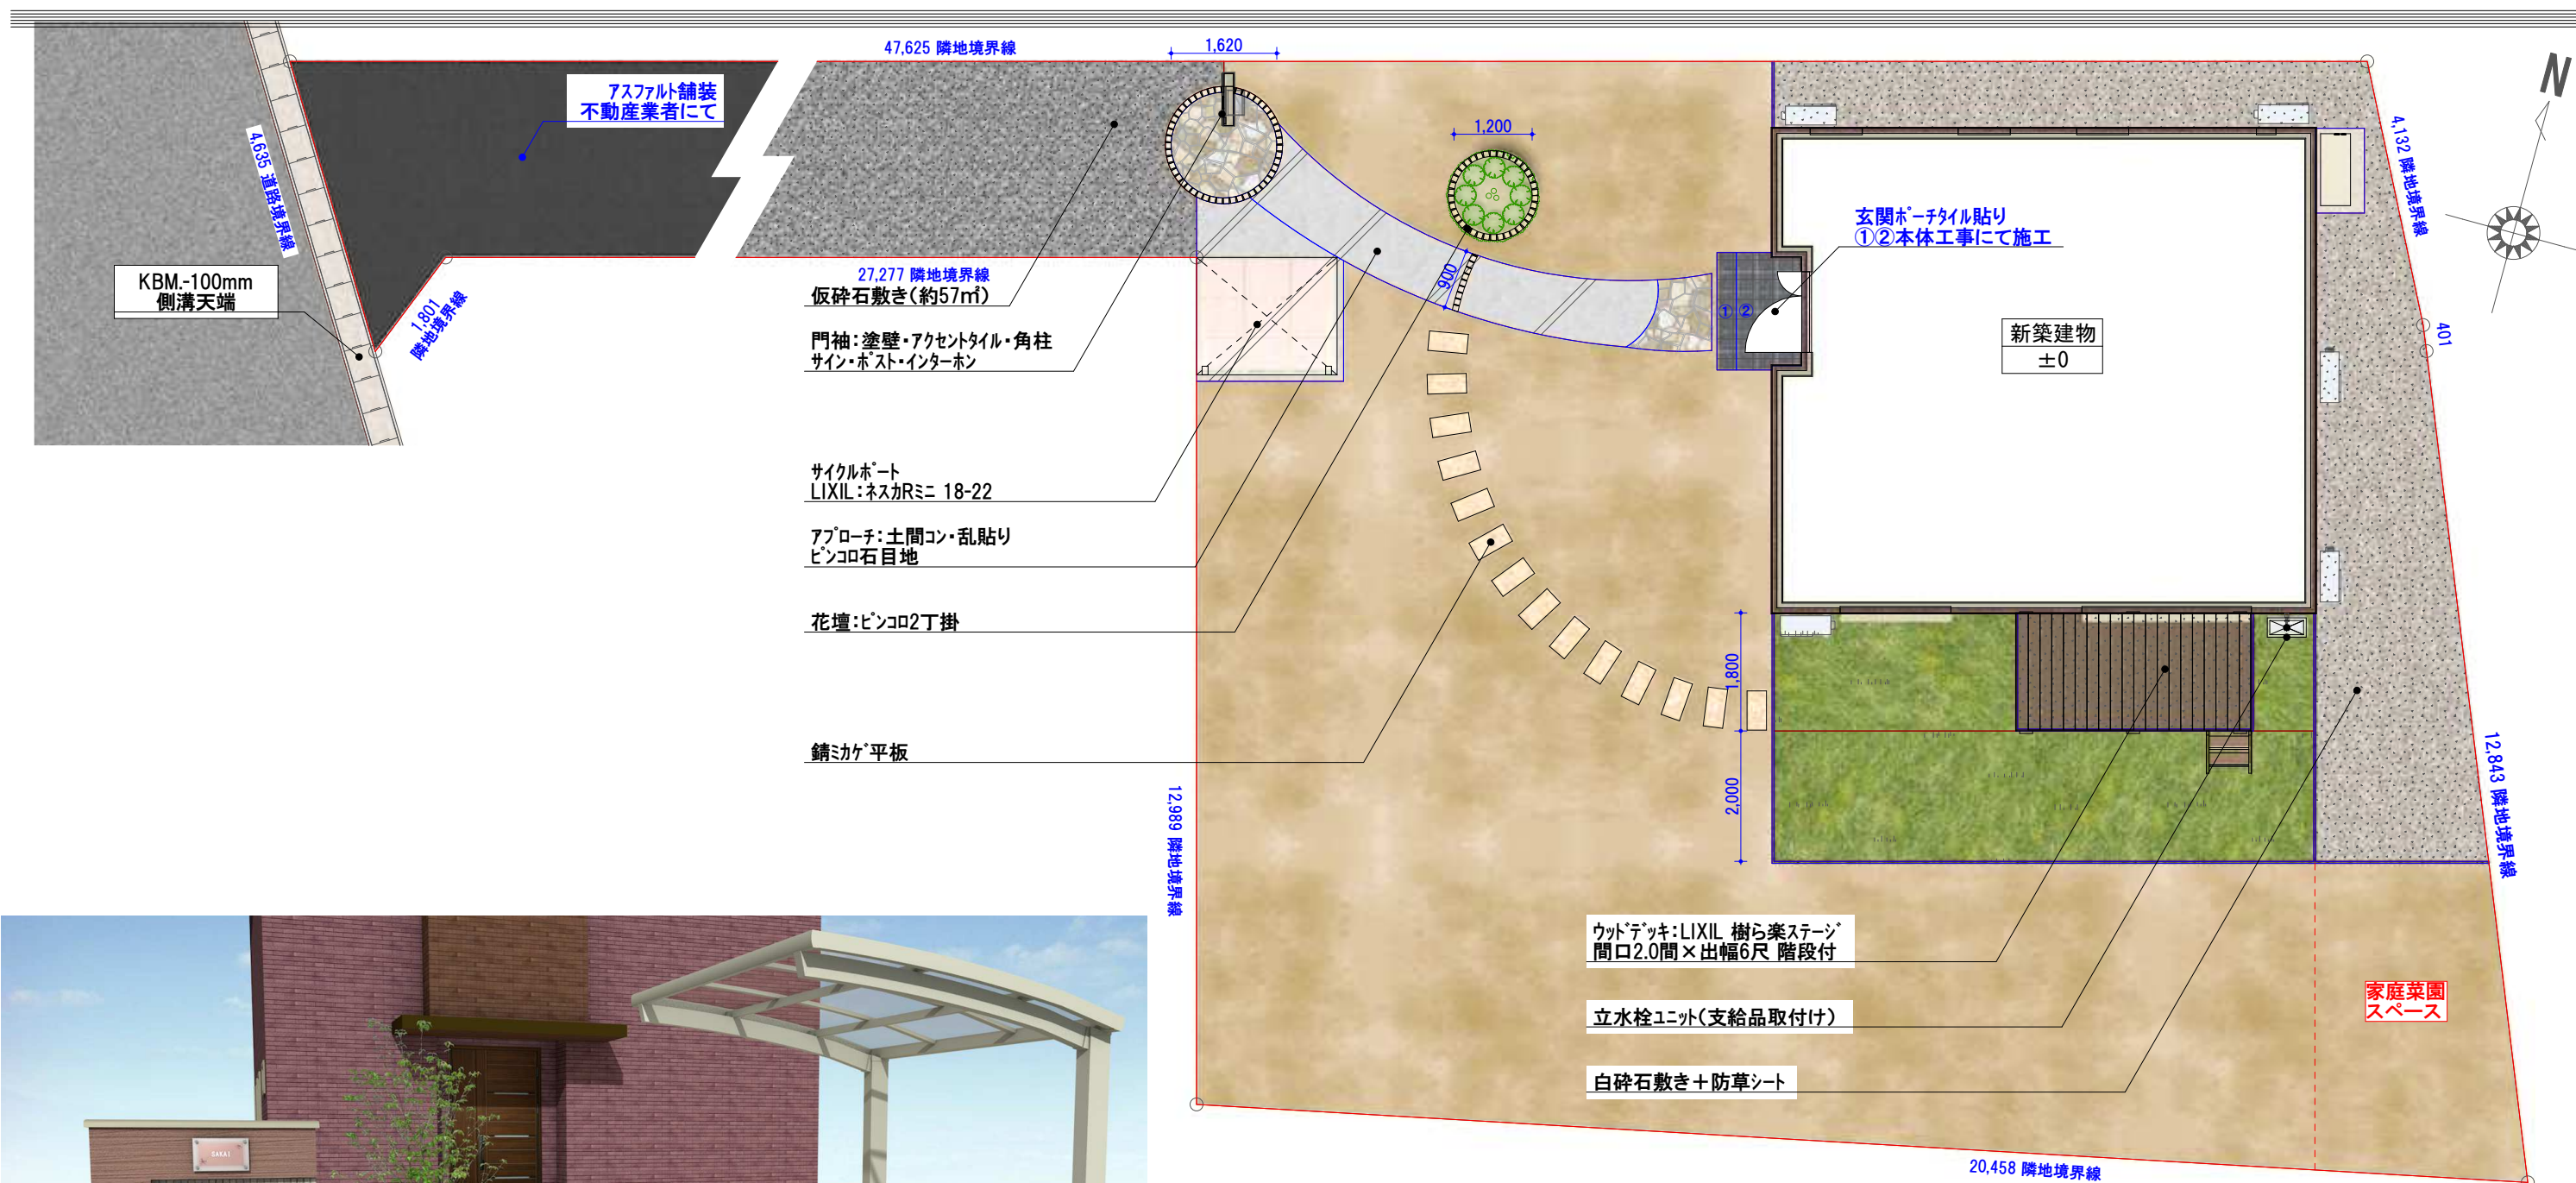 47,625 隣地境界線
1,620
N
アスファルト舗装
不動産業者にて
4,635 道路境界線
4,132 隣地境界線
1,200
玄関ポーチタイル貼り
①②本体工事にて施工
KBM.-100mm
側溝天端
27,277 隣地境界線
仮砕石敷き(約57㎡)
900
① ②
1,801
隣地境界線
門袖:塗壁・アクセントタイル・角柱
サイン・ポスト・インターホン
新築建物
±0
401
サイクルポート
LIXIL:ネスカRミニ 18-22
アプローチ:土間コン・乱貼り
ピンコロ石目地
花壇:ピンコロ2丁掛
1,800
錆ミカゲ平板
2,000
12,843 隣地境界線
12,989 隣地境界線
ウッドデッキ:LIXIL 樹ら楽ステージ
間口2.0間×出幅6尺 階段付
家庭菜園
スペース
立水栓ユニット(支給品取付け)
白砕石敷き+防草シート
SAKAI
20,458 隣地境界線